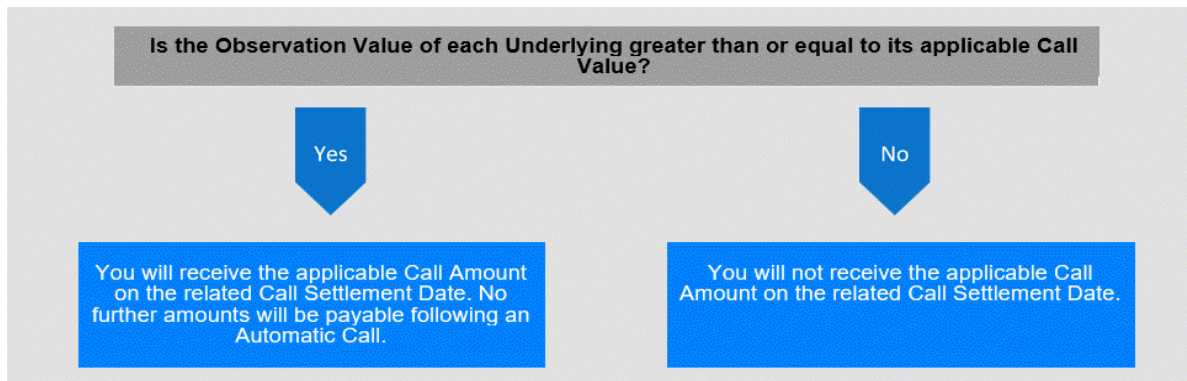 Is the Observation Value of each Underlying greater than or equal to its applicable Call
Value?
Yes
No
You will receive the applicable Call Amount
on the related Call Settlement Date. No
further amounts will be payable following an
Automatic Call.
You will not receive the applicable Call
Amount on the related Call Settlement Date.